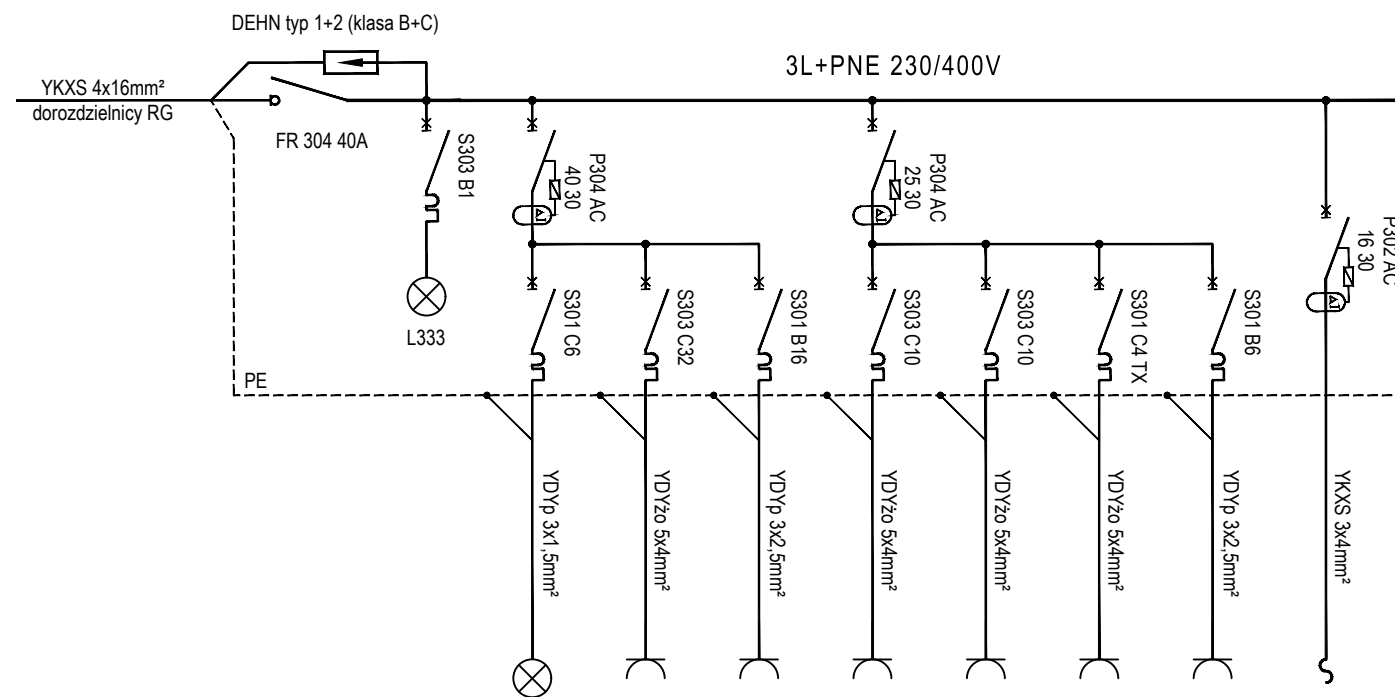 DEHN typ 1+2 (klasa B+C)
3L+PNE 230/400V
YKXS 4x16mm²
dorozdzielnicy RG
FR 304 40A
S303 B1
L333
P304 AC
40 30
P304 AC
25 30
P302 AC
16 30
S301 C6
S303 C32
S301 B16
S303 C10
S303 C10
S301 C4 TX
S301 B6
PE
YDYp 3x1,5mm²
YDYżo 5x4mm²
YDYp 3x2,5mm²
YDYżo 5x4mm²
YDYżo 5x4mm²
YDYżo 5x4mm²
YDYp 3x2,5mm²
YKXS 3x4mm²